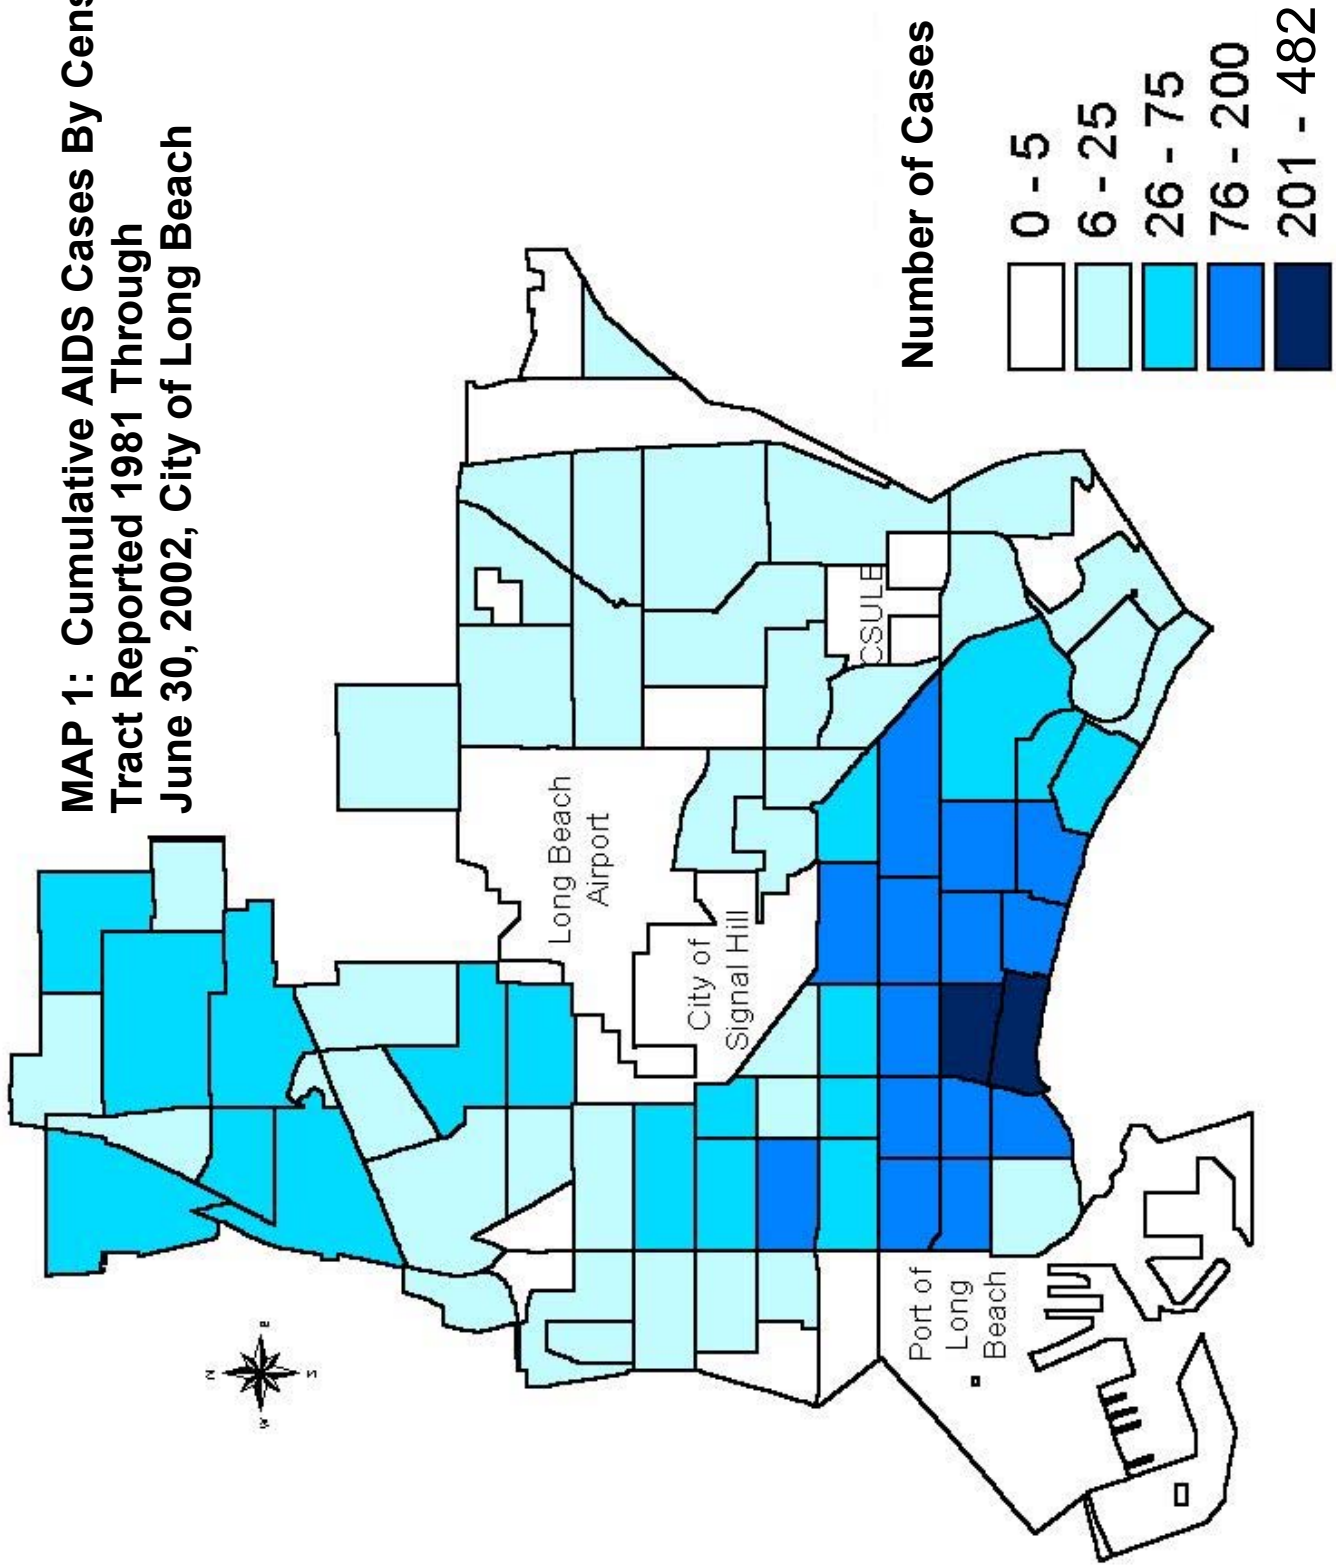 MAP 1: Cumulative AIDS Cases By Cens
Tract Reported 1981 Through
June 30, 2002, City of Long Beach
N
W
E
S
Long Beach
Airport
City of
Signal Hill
CSULB
Port of
Long
Beach
Number of Cases
0 - 5
6 - 25
26 - 75
76 - 200
201 - 482